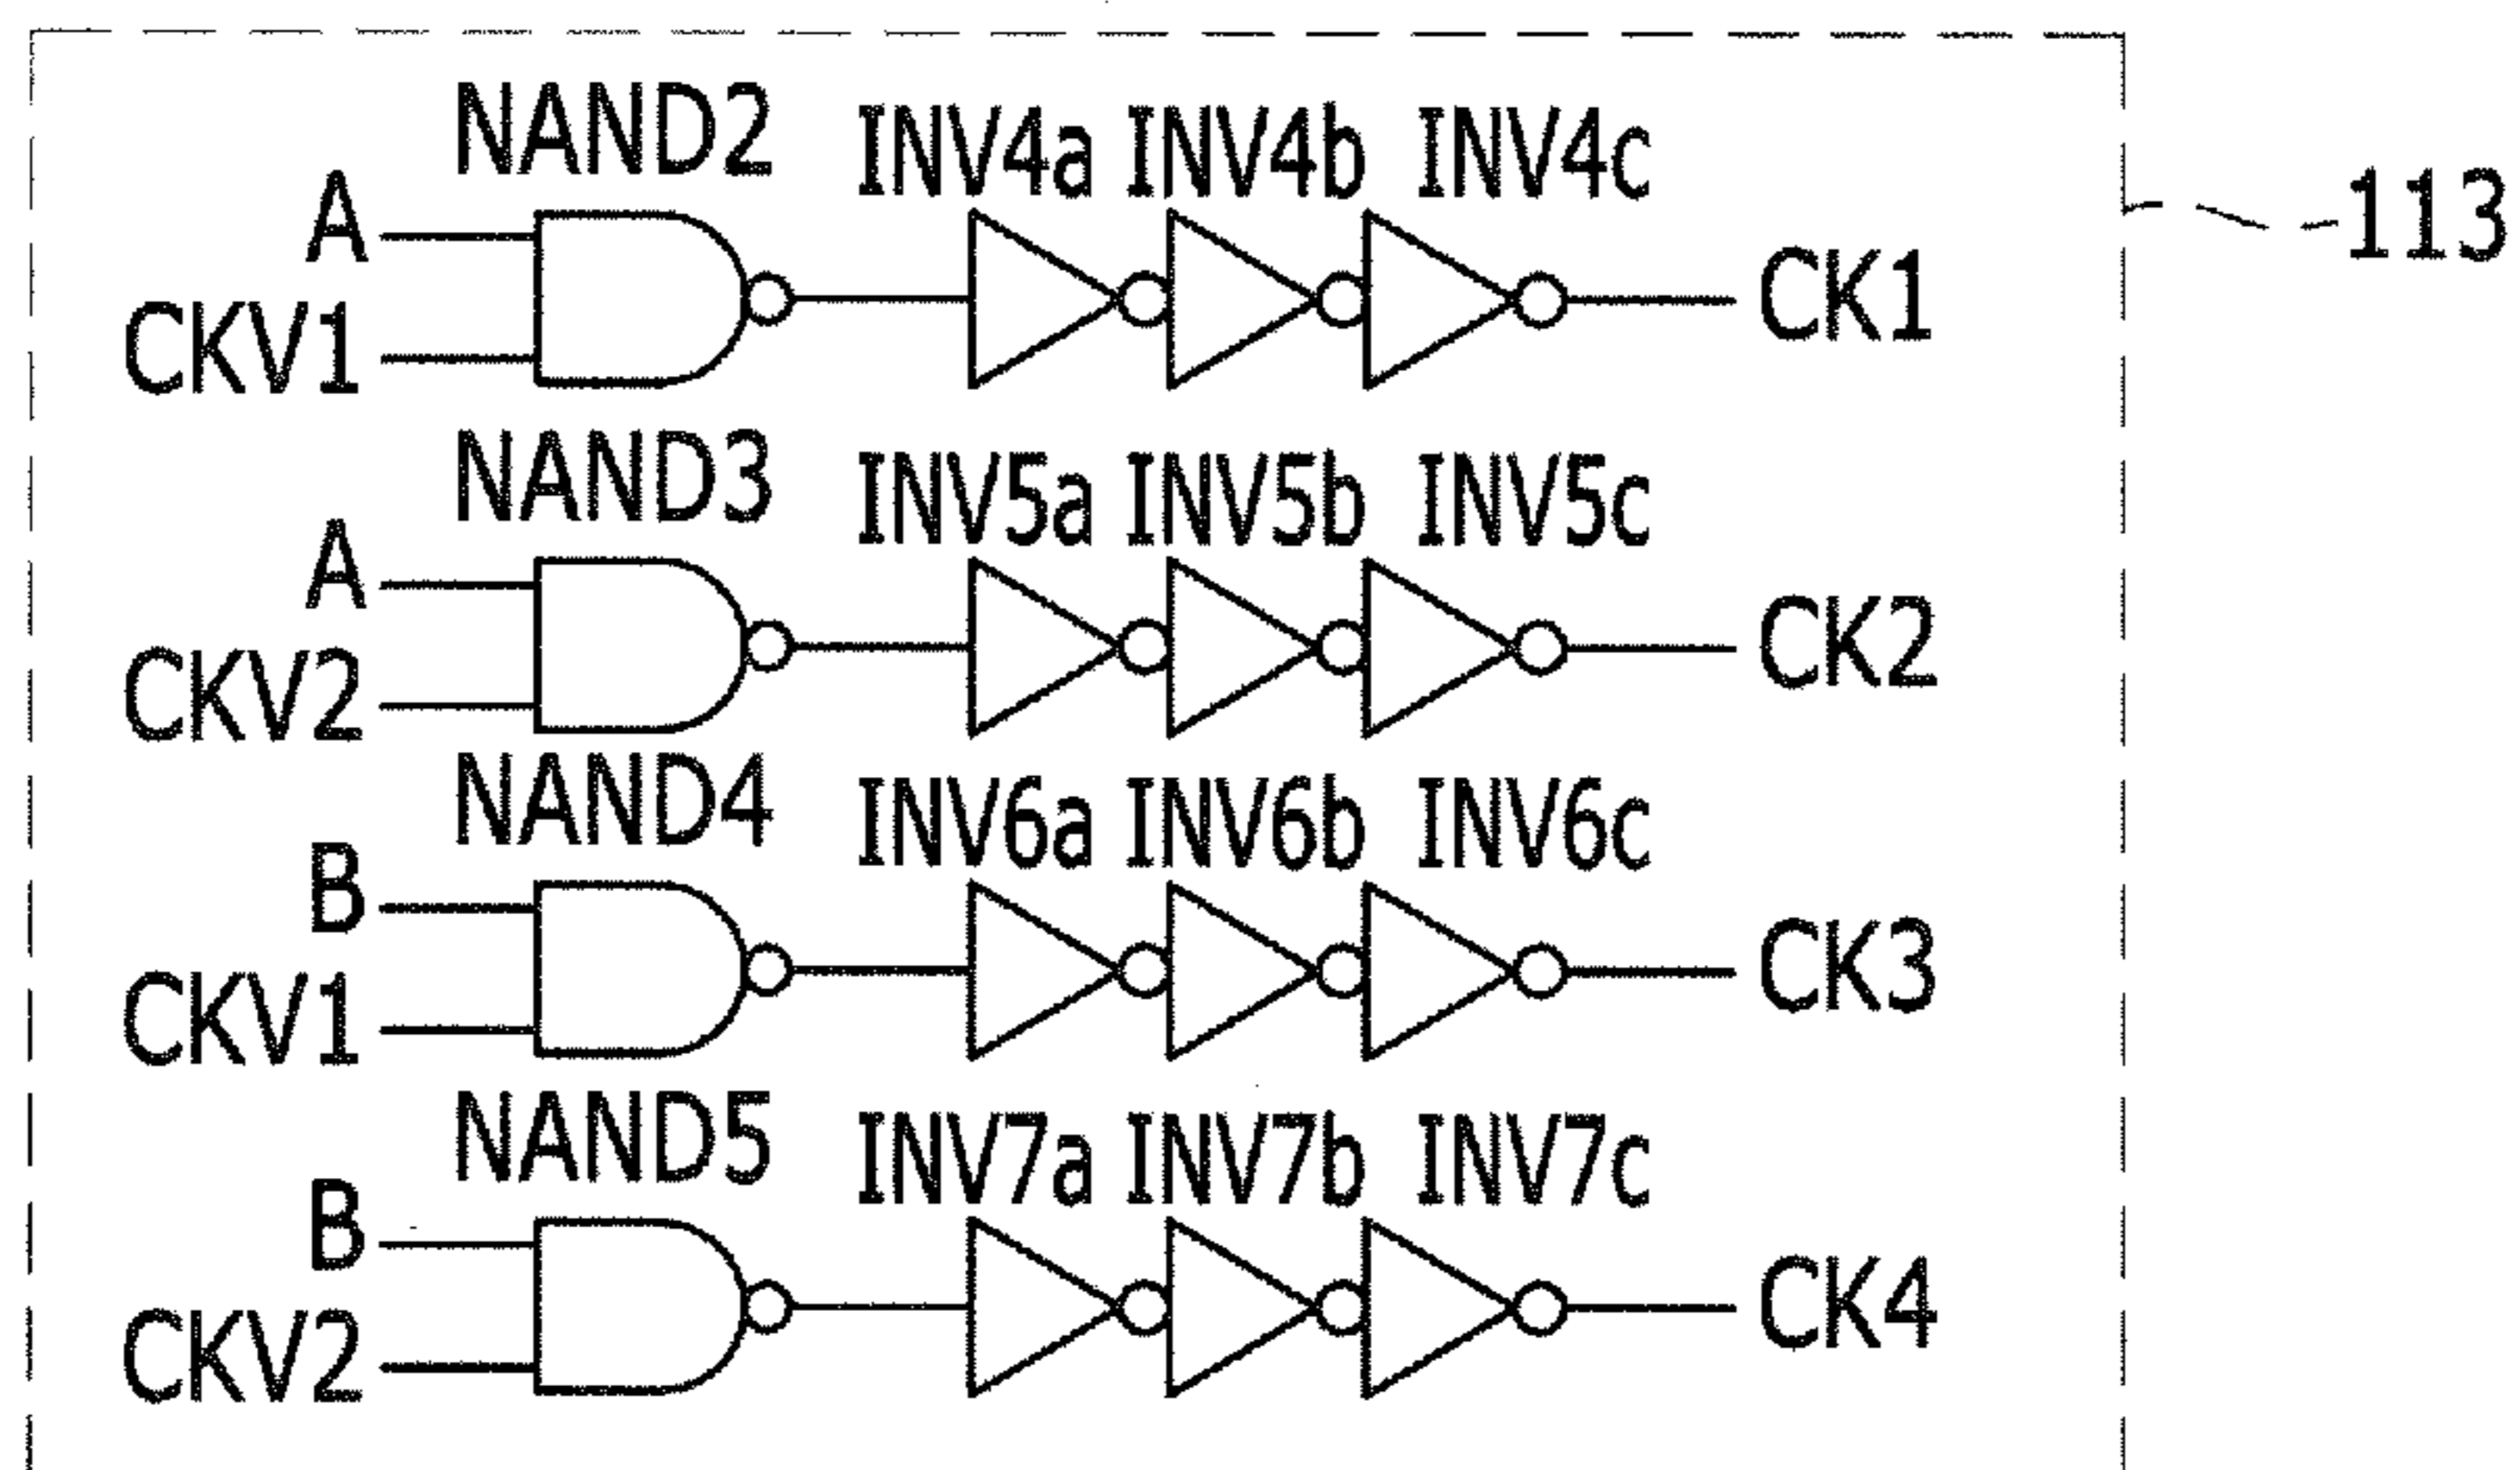 NAND2 INV4a INV4b INV4c
A
CKV1
CK1
113
NAND3 INV5a INV5b INV5c
A
CKV2
CK2
NAND4 INV6a INV6b INV6c
B
CKV1
CK3
NAND5 INV7a INV7b INV7c
B
CKV2
CK4